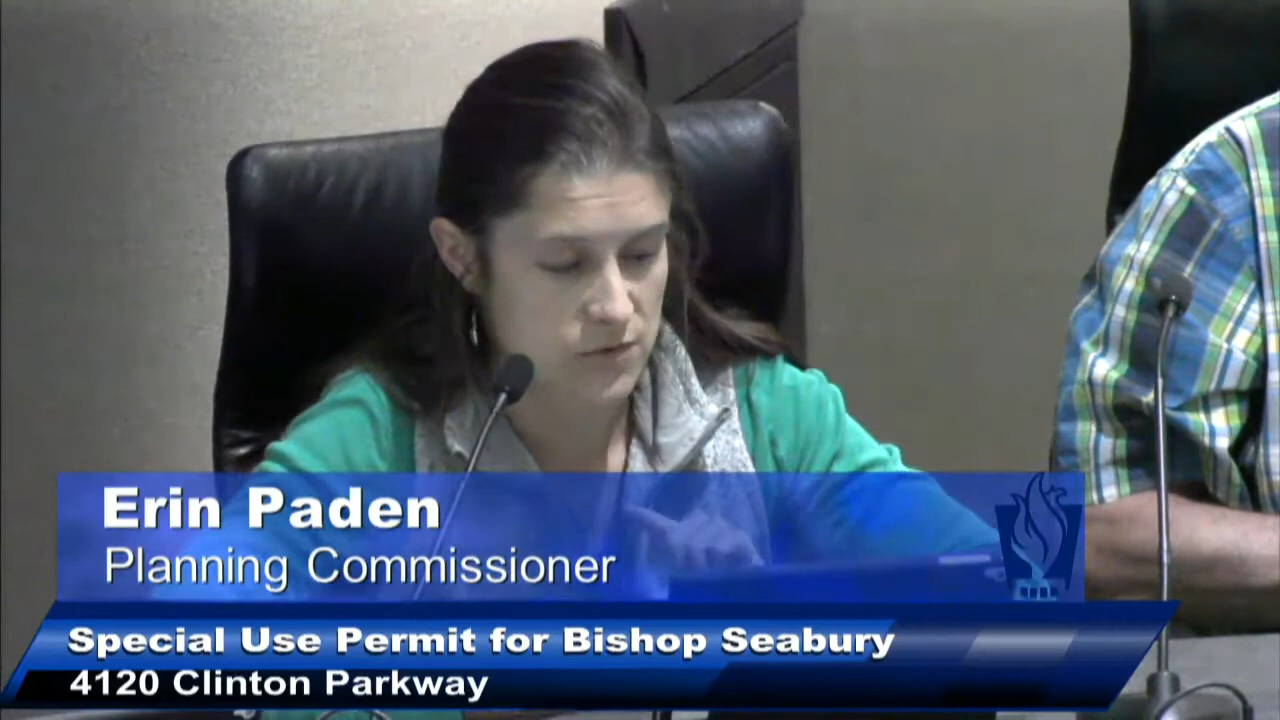 Erin Paden
Planning Commissioner
Special Use Permit for Bishop Seabury
4120 Clinton Parkway